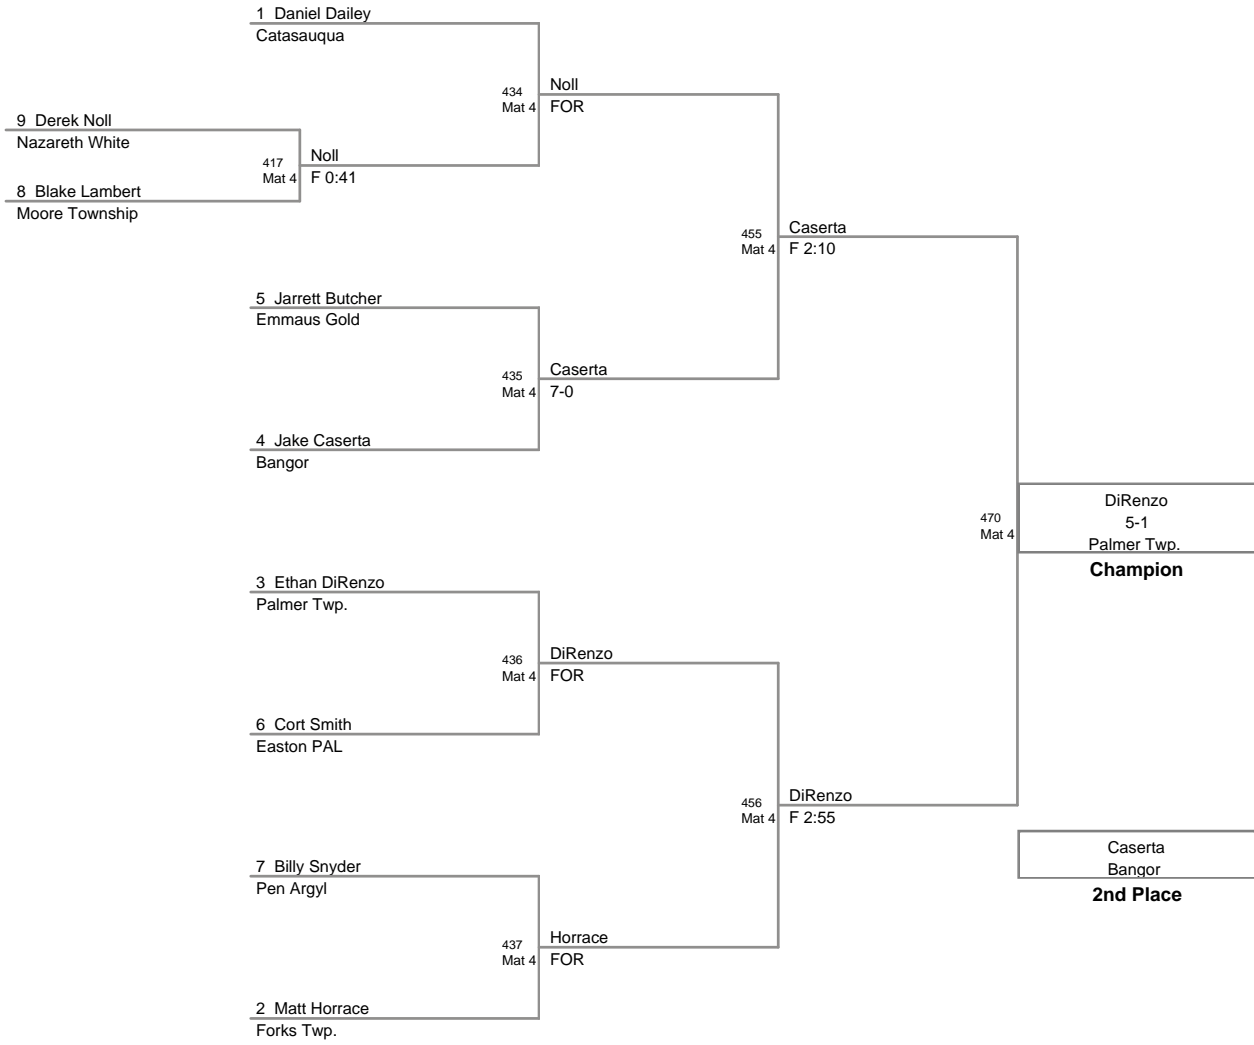 1 Daniel Dailey
Catasauqua
434
Mat 4
Noll
FOR
9 Derek Noll
Nazareth White
417
Mat 4
Noll
F 0:41
8 Blake Lambert
Moore Township
455
Mat 4
Caserta
F 2:10
5 Jarrett Butcher
Emmaus Gold
435
Mat 4
Caserta
7-0
4 Jake Caserta
Bangor
470
Mat 4
DiRenzo
5-1
Palmer Twp.
Champion
3 Ethan DiRenzo
Palmer Twp.
436
Mat 4
DiRenzo
FOR
6 Cort Smith
Easton PAL
456
Mat 4
DiRenzo
F 2:55
Caserta
Bangor
2nd Place
7 Billy Snyder
Pen Argyl
437
Mat 4
Horrace
FOR
2 Matt Horrace
Forks Twp.